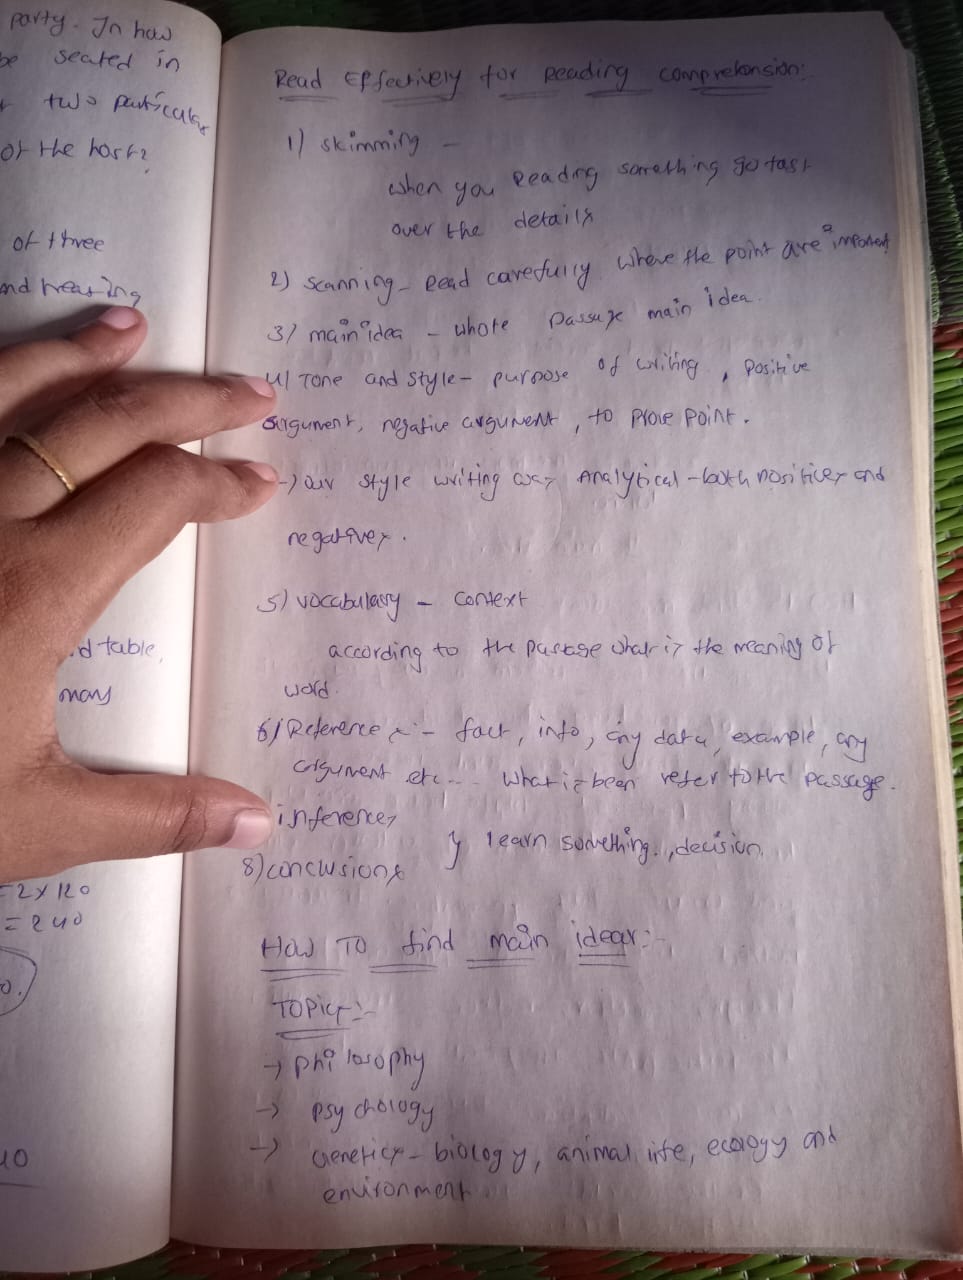 party. In how
be seated in
two particular
of the host?
of three
and hearing
d table,
many
=2x120
=240
0.
40
Read Effectively for Reading comprehension:
1) skimming -
when you Reading something go fast
over the details
2) scanning - Read carefully where the point are important
3) main idea - whole passage main idea.
4) Tone and style - purpose of writing, positive
argument, negative argument, to prove point.
-) our style writing was Analytical - both positives and
negatives.
5) vocabulary - context
according to the passage what is the meaning of
word.
6) References :- fact, info, any data, example, any
argument etc... what is been refer to the passage.
inferences
} learn something., decision.
8) conclusions
How To find main idear:-
Topics:-
-> philosophy
-> psychology
-> Genetics - biology, animal life, ecology and
environment